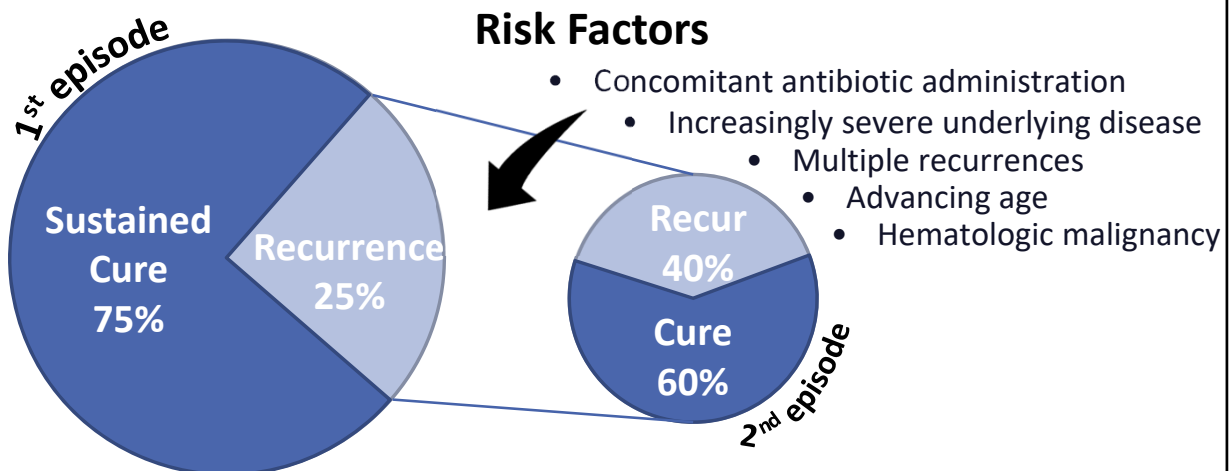 Risk Factors
• Concomitant antibiotic administration
• Increasingly severe underlying disease
• Multiple recurrences
• Advancing age
• Hematologic malignancy
1st episode
Sustained
Cure
75%
Recurrence
25%
Recur
40%
Cure
60%
2nd episode